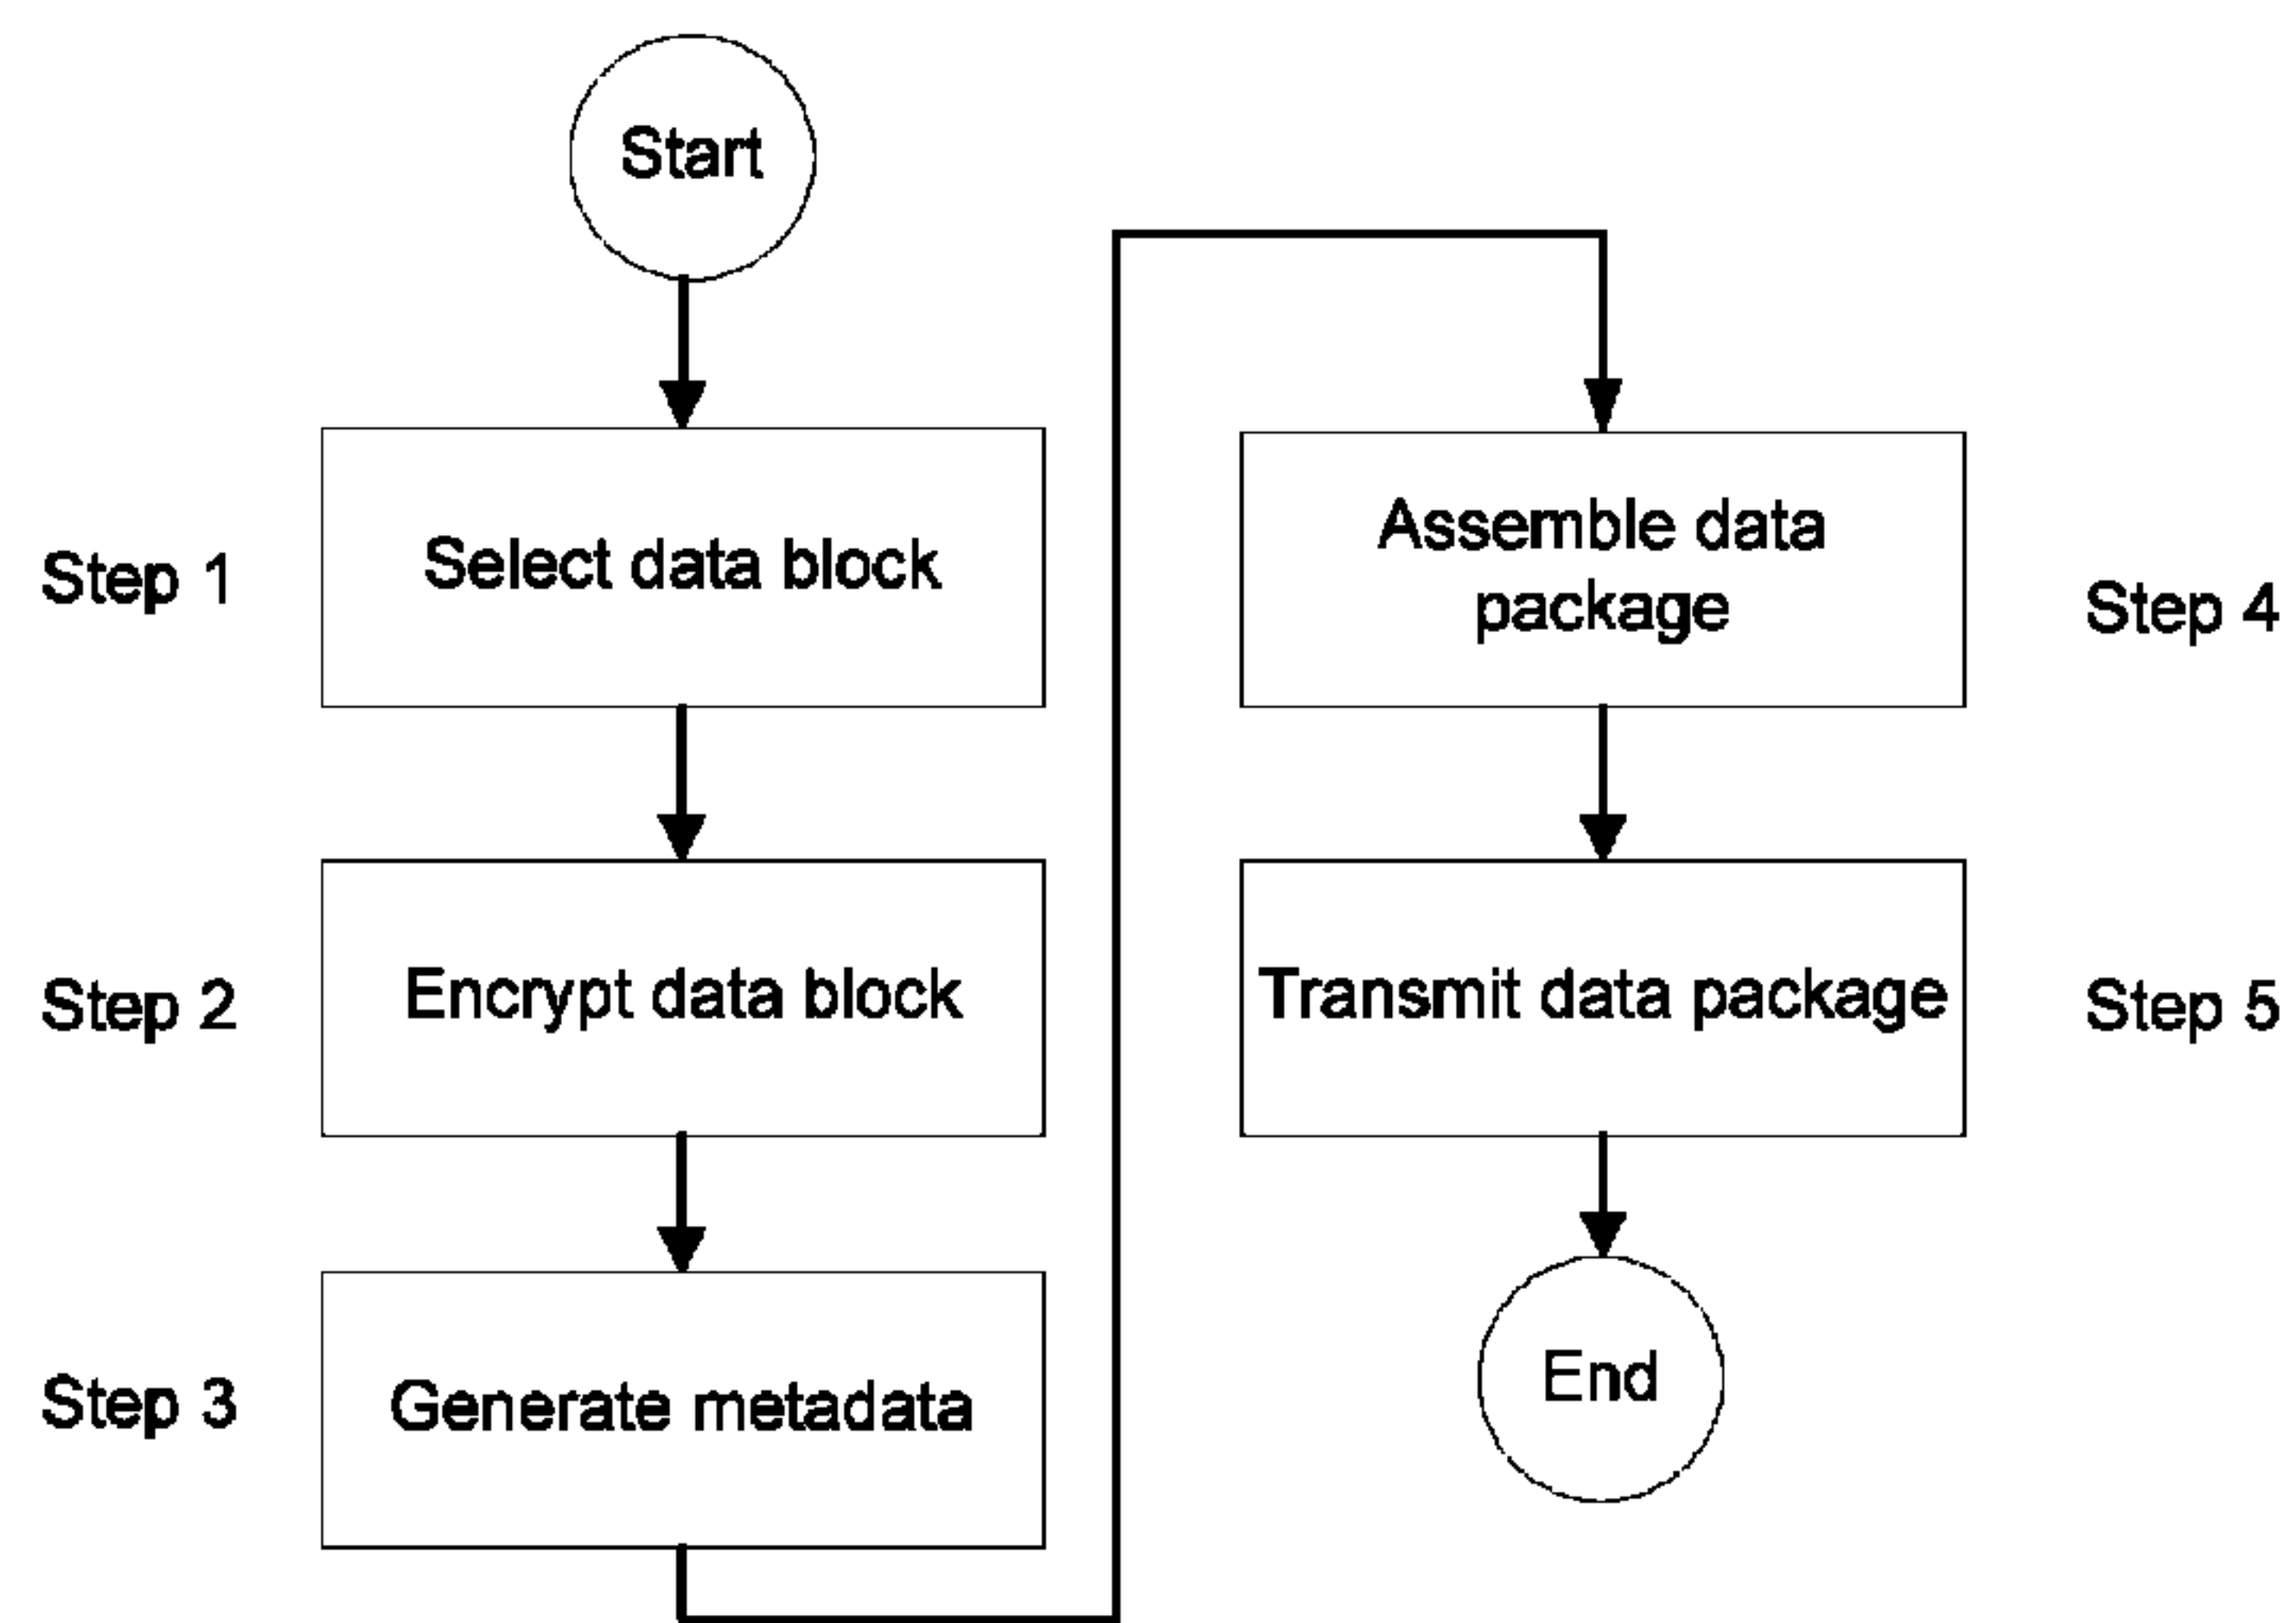 Start
Step 1
Select data block
Step 2
Encrypt data block
Step 3
Generate metadata
Assemble data
package
Step 4
Transmit data package
Step 5
End